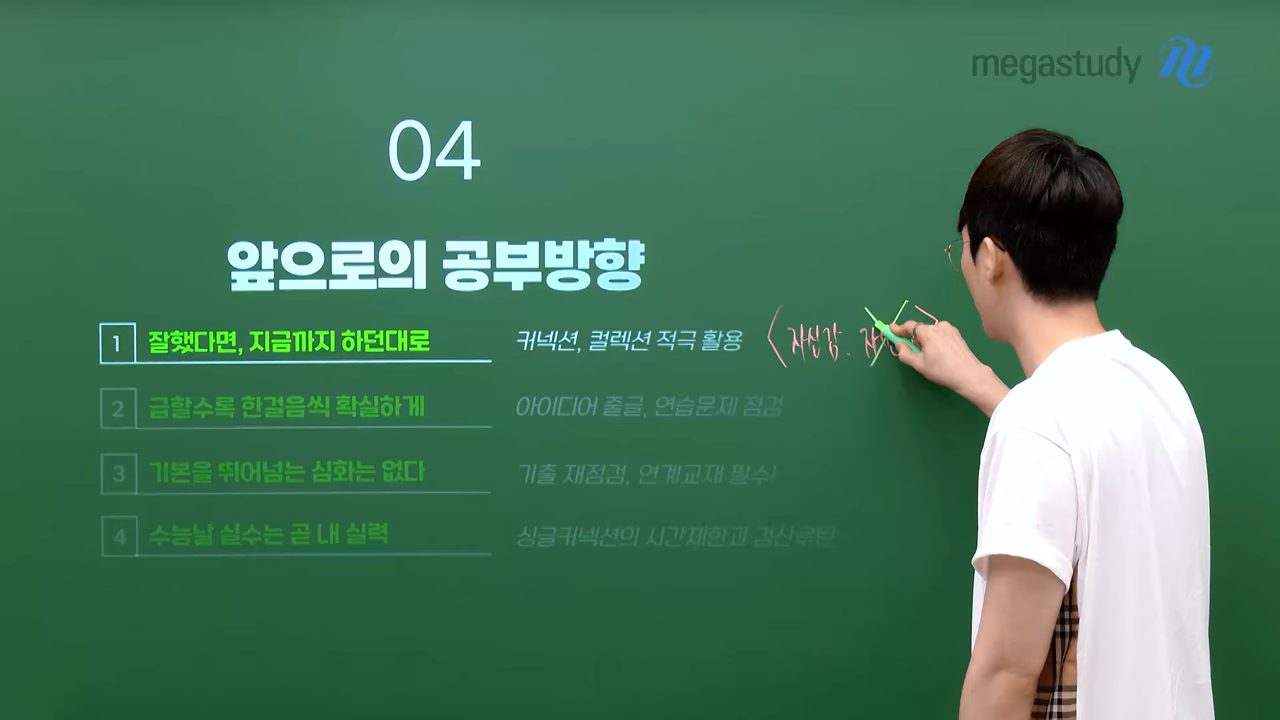 megastudy
04
앞으로의 공부방향
1 잘했다면, 지금까지 하던대로 커넥션, 컬렉션 적극 활용 〈자신감.
2 급할수록 한걸음씩 확실하게 아이디어 줄글, 연습문제 점검
3 기본을 뛰어넘는 심화는 없다 기출 재점검, 연계교재 필수!
4 수능날 실수는 곧 내 실력 싱글커넥션의 시간제한과 검산루틴